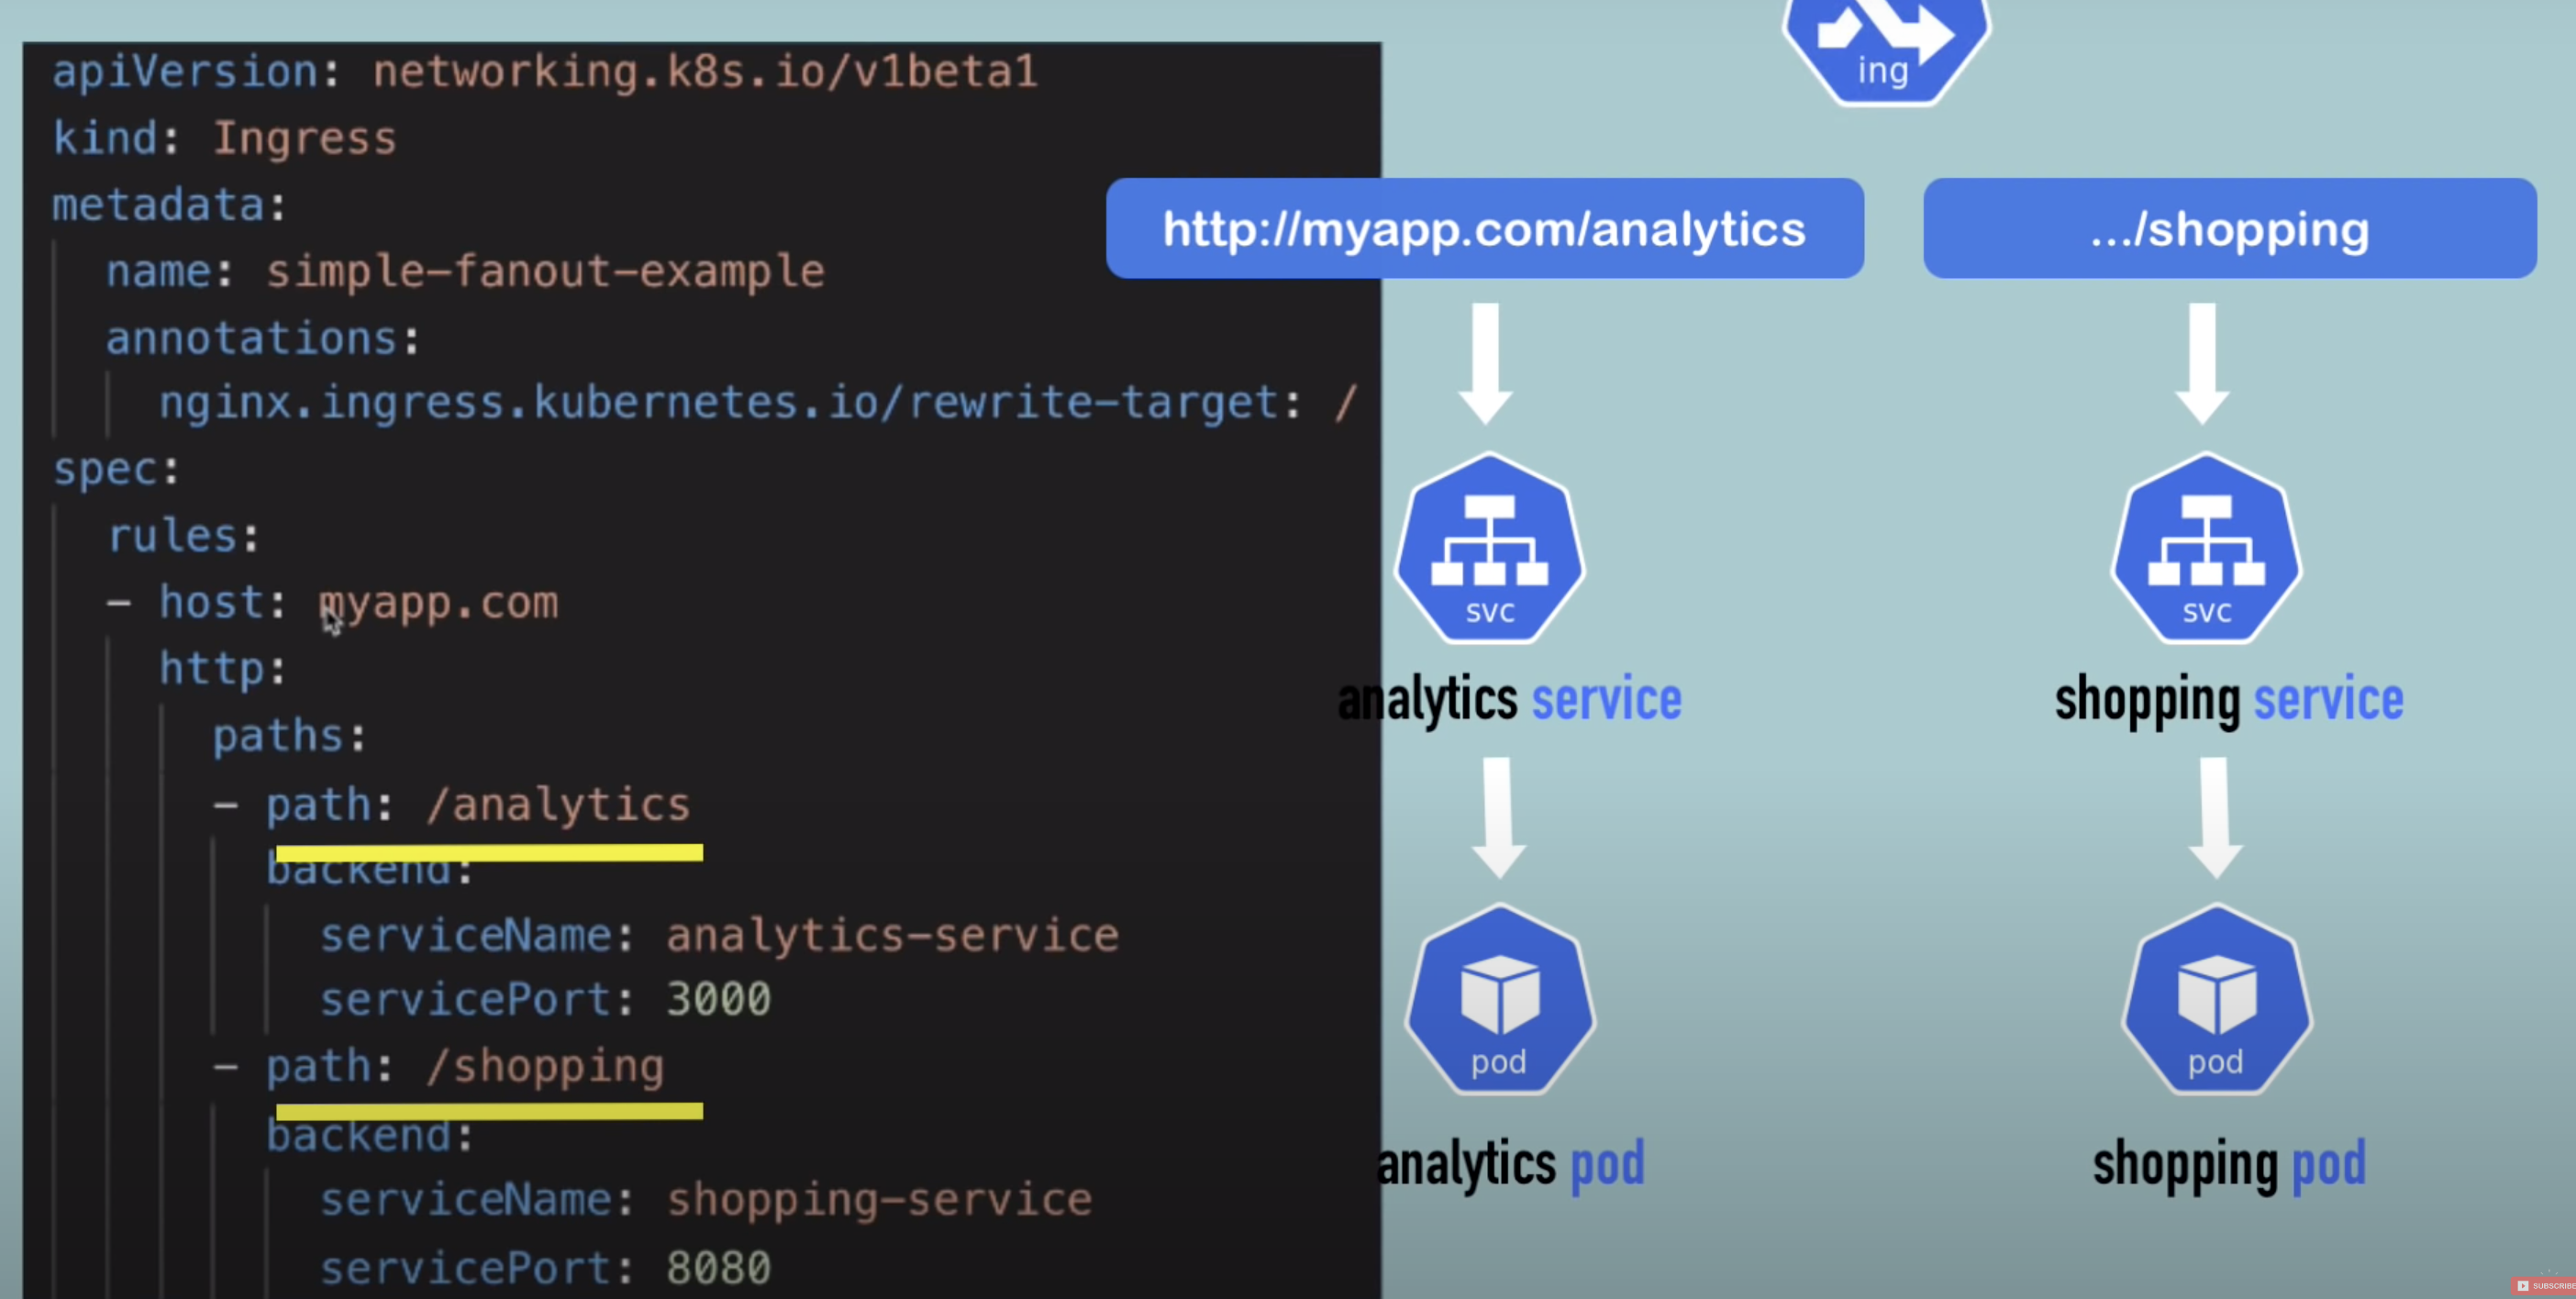 apiVersion: networking.k8s.io/v1beta1
kind: Ingress
metadata:
name: simple-fanout-example
annotations:
nginx.ingress.kubernetes.io/rewrite-target: /
spec:
rules:
- host: myapp.com
http:
paths:
- path: /analytics
backend:
serviceName: analytics-service
servicePort: 3000
- path: /shopping
backend:
serviceName: shopping-service
servicePort: 8080
ing
http://myapp.com/analytics
.../shopping
svc
svc
analytics service
shopping service
pod
pod
analytics pod
shopping pod
SUBSCRIBE